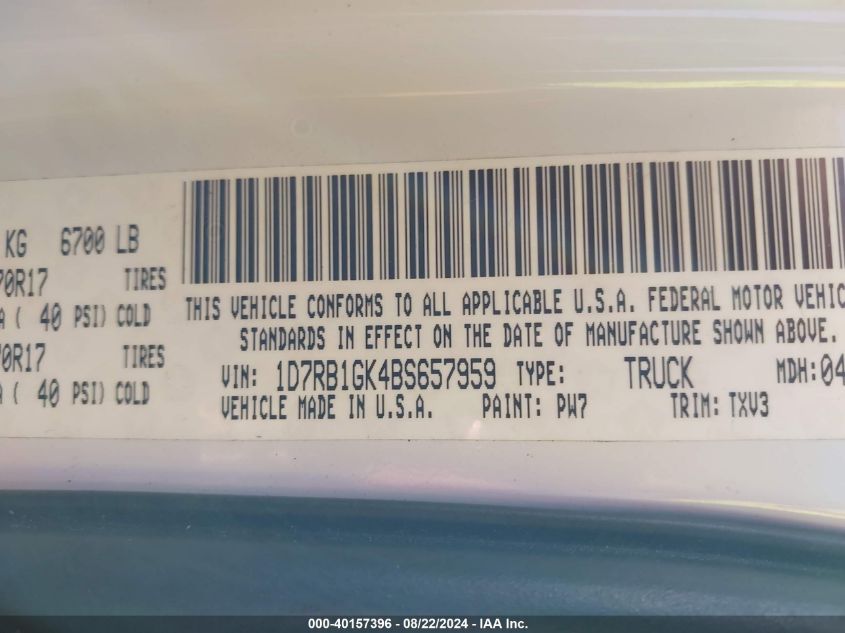 KG 6700 LB
70R17 TIRES
A ( 40 PSI) COLD
70R17 TIRES
A ( 40 PSI) COLD
THIS VEHICLE CONFORMS TO ALL APPLICABLE U.S.A. FEDERAL MOTOR VEHIC
STANDARDS IN EFFECT ON THE DATE OF MANUFACTURE SHOWN ABOVE.
VIN: 1D7RB1GK4BS657959 TYPE: TRUCK MDH:04
VEHICLE MADE IN U.S.A. PAINT: PW7 TRIM: TXV3
000-40157396 - 08/22/2024 - IAA Inc.